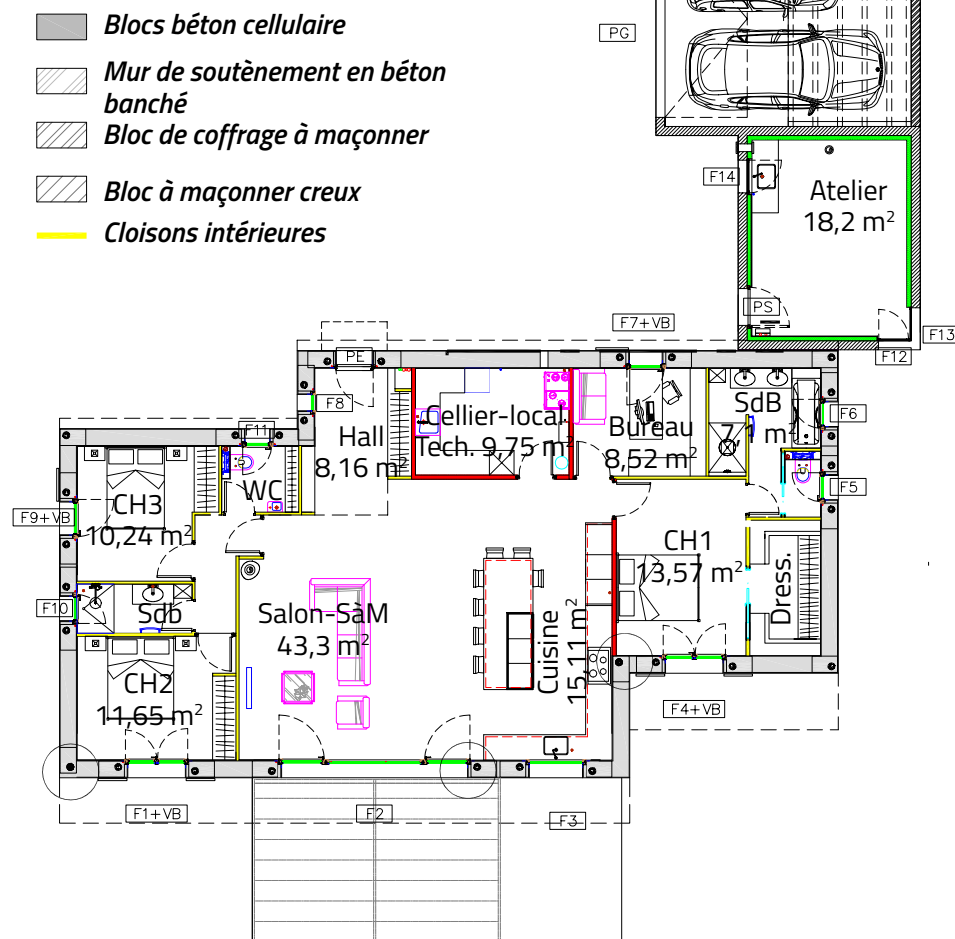 Blocs béton cellulaire
Mur de soutènement en béton
banché
Bloc de coffrage à maçonner
Bloc à maçonner creux
Cloisons intérieures
PG
F14
Atelier
18,2 m²
PS
F13
F12
F7+VB
PE
F8
Hall
8,16 m²
Cellier-local
Tech. 9,75 m²
Bureau
8,52 m²
SdB
7,1 m²
F6
F5
F11
WC
CH3
10,24 m²
F9+VB
F10
Sdb
CH1
13,57 m²
Dress.
Salon-SàM
43,3 m²
Cuisine
15,11 m²
CH2
11,65 m²
F4+VB
F1+VB
F2
F3